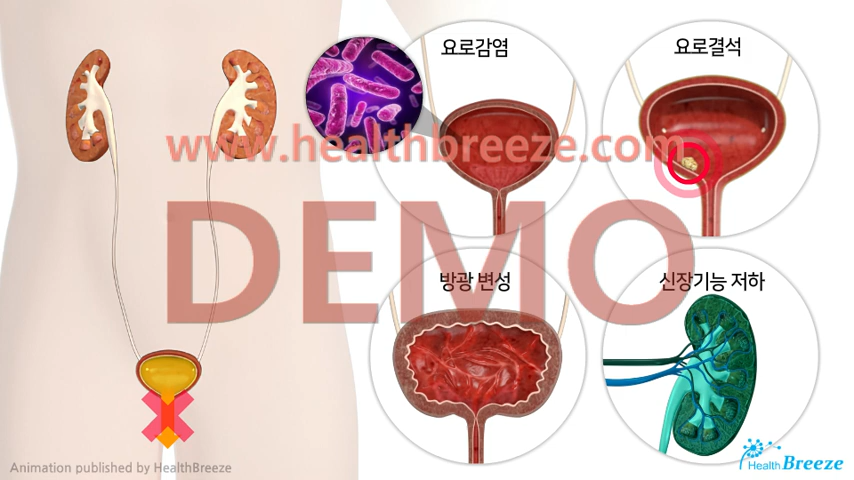 요로감염
요로결석
www.healthbreeze.com
DEMO
방광 변성
신장기능 저하
Animation published by HealthBreeze
Health Breeze